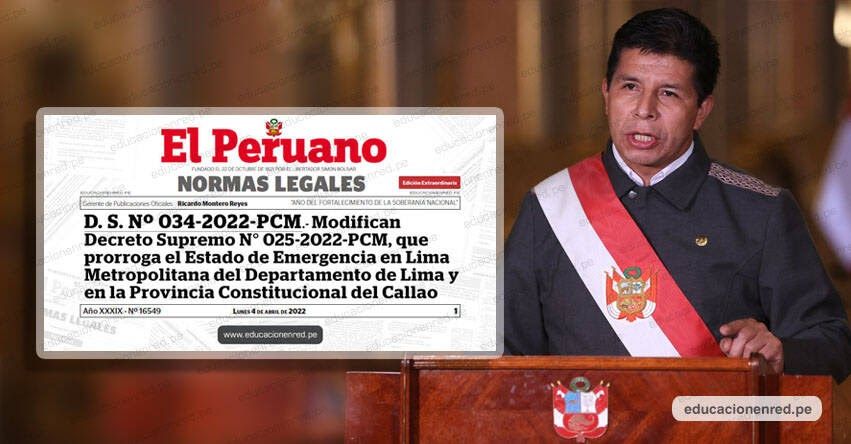 El Peruano
FUNDADO EL 22 DE OCTUBRE DE 1825 POR EL LIBERTADOR SIMÓN BOLÍVAR
NORMAS LEGALES
Edición Extraordinaria
EDUCACIONENRED.PE
EDUCACIONENRED.PE
Gerente de Publicaciones Oficiales : Ricardo Montero Reyes
"AÑO DEL FORTALECIMIENTO DE LA SOBERANÍA NACIONAL"
D. S. Nº 034-2022-PCM.- Modifican
Decreto Supremo N° 025-2022-PCM, que
prorroga el Estado de Emergencia en Lima
Metropolitana del Departamento de Lima y
en la Provincia Constitucional del Callao
Año XXXIX - Nº 16549
LUNES 4 DE ABRIL DE 2022
1
www.educacionenred.pe
educacionenred.pe